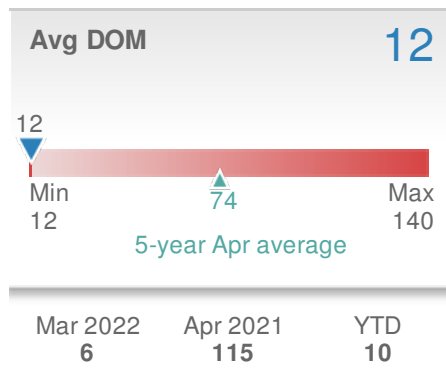 Avg DOM 12
12
Min Max
12 74 140
5-year Apr average
Mar 2022 Apr 2021 YTD
6 115 10